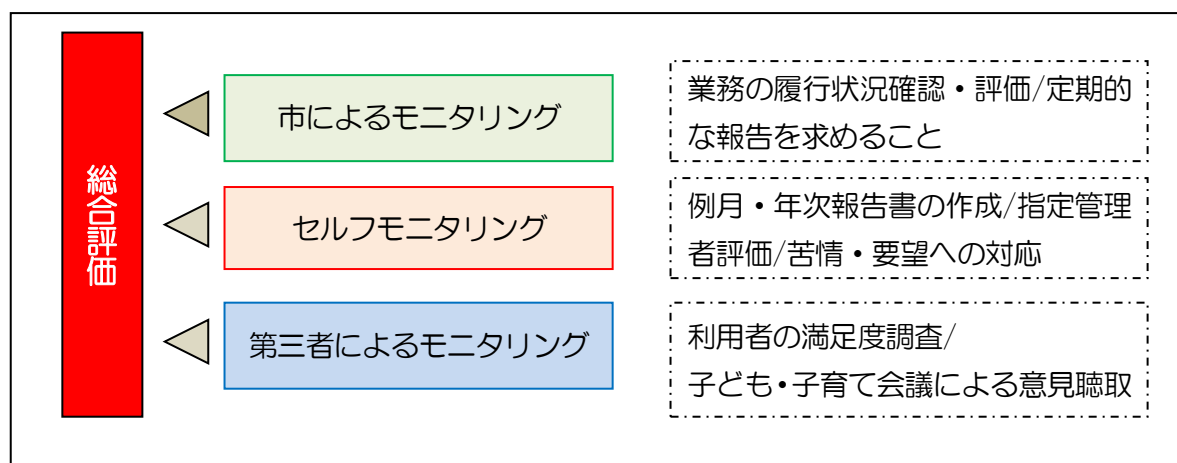 総合評価
市によるモニタリング
業務の履行状況確認・評価/定期的
な報告を求めること
セルフモニタリング
例月・年次報告書の作成/指定管理
者評価/苦情・要望への対応
第三者によるモニタリング
利用者の満足度調査/
子ども・子育て会議による意見聴取